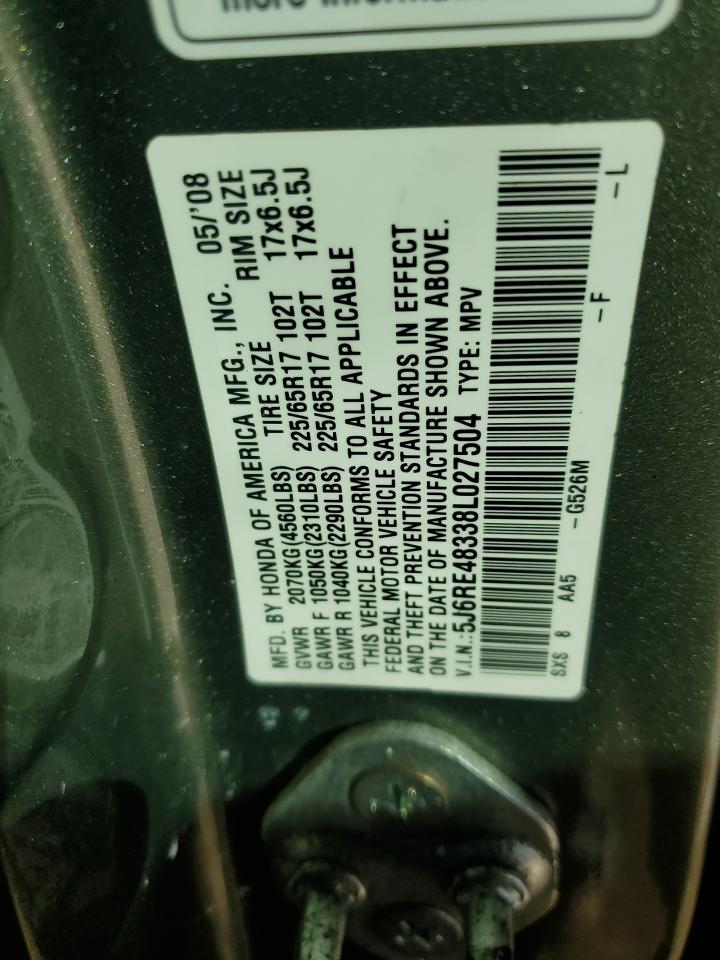 more informa
MFD. BY HONDA OF AMERICA MFG., INC. 05/'08
GVWR 2070KG(4560LBS) TIRE SIZE RIM SIZE
GAWR F 1050KG(2310LBS) 225/65R17 102T 17x6.5J
GAWR R 1040KG(2290LBS) 225/65R17 102T 17x6.5J
THIS VEHICLE CONFORMS TO ALL APPLICABLE
FEDERAL MOTOR VEHICLE SAFETY
AND THEFT PREVENTION STANDARDS IN EFFECT
ON THE DATE OF MANUFACTURE SHOWN ABOVE.
V.I.N.:5J6RE48338L027504 TYPE: MPV
SXS 8 AA5 -G526M -F -L